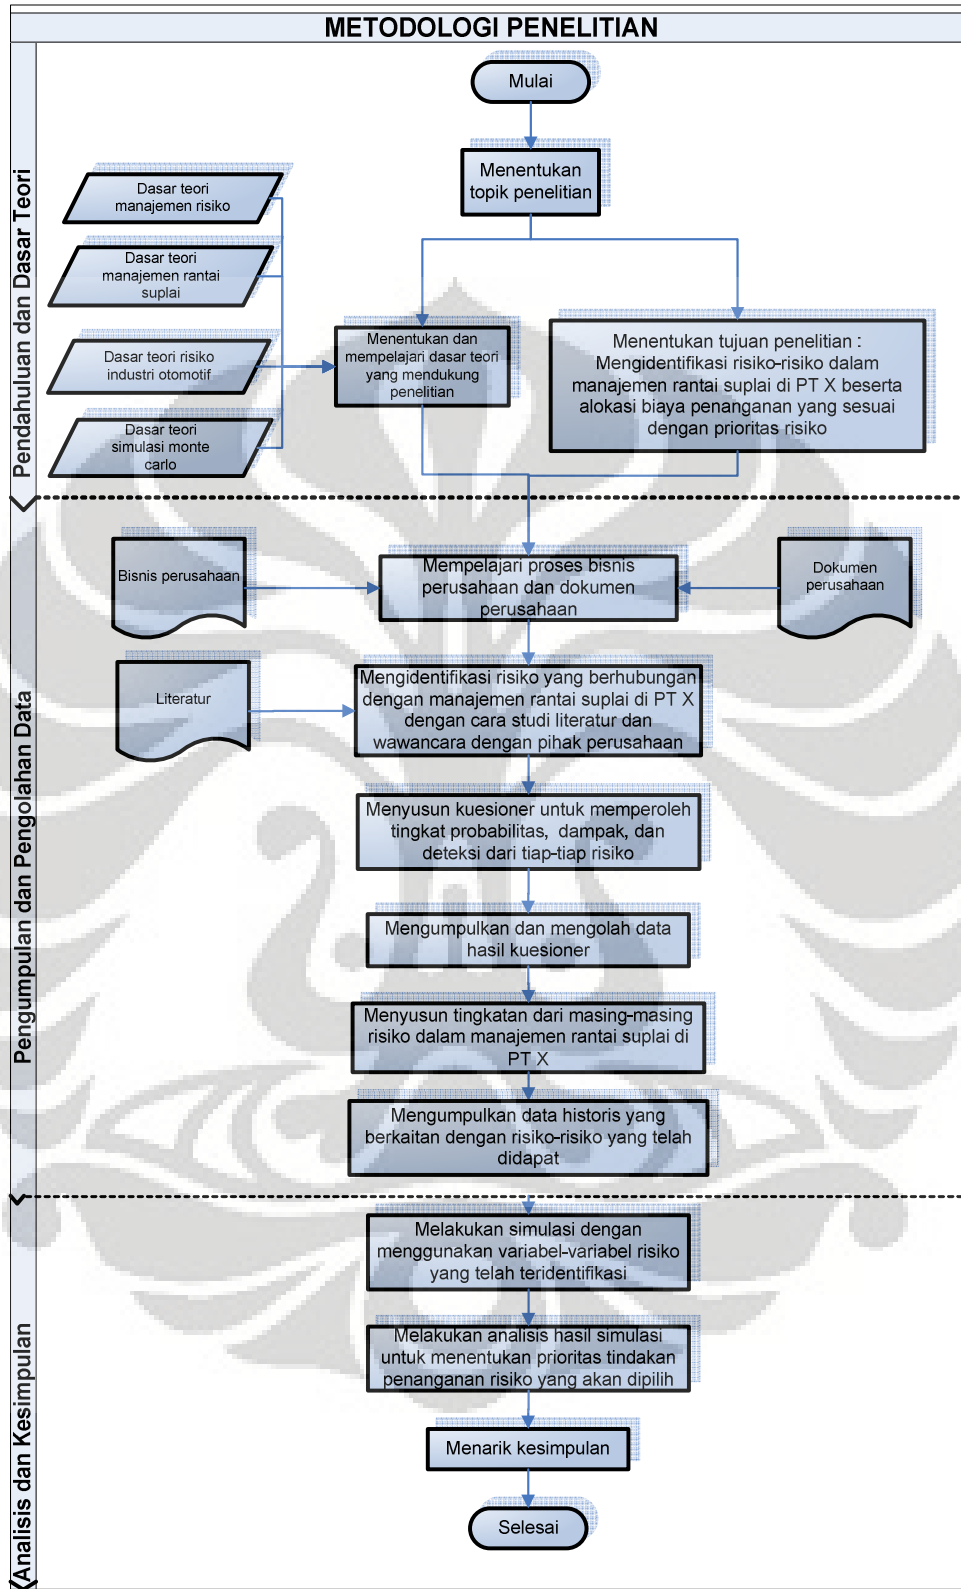 METODOLOGI PENELITIAN
Pendahuluan dan Dasar Teori
Mulai
Menentukan
topik penelitian
Dasar teori
manajemen risiko
Dasar teori
manajemen rantai
suplai
Dasar teori risiko
industri otomotif
Dasar teori
simulasi monte
carlo
Menentukan dan
mempelajari dasar teori
yang mendukung
penelitian
Menentukan tujuan penelitian :
Mengidentifikasi risiko-risiko dalam
manajemen rantai suplai di PT X beserta
alokasi biaya penanganan yang sesuai
dengan prioritas risiko
Pengumpulan dan Pengolahan Data
Bisnis perusahaan
Mempelajari proses bisnis
perusahaan dan dokumen
perusahaan
Dokumen
perusahaan
Literatur
Mengidentifikasi risiko yang berhubungan
dengan manajemen rantai suplai di PT X
dengan cara studi literatur dan
wawancara dengan pihak perusahaan
Menyusun kuesioner untuk memperoleh
tingkat probabilitas, dampak, dan
deteksi dari tiap-tiap risiko
Mengumpulkan dan mengolah data
hasil kuesioner
Menyusun tingkatan dari masing-masing
risiko dalam manajemen rantai suplai di
PT X
Mengumpulkan data historis yang
berkaitan dengan risiko-risiko yang telah
didapat
Analisis dan Kesimpulan
Melakukan simulasi dengan
menggunakan variabel-variabel risiko
yang telah teridentifikasi
Melakukan analisis hasil simulasi
untuk menentukan prioritas tindakan
penanganan risiko yang akan dipilih
Menarik kesimpulan
Selesai